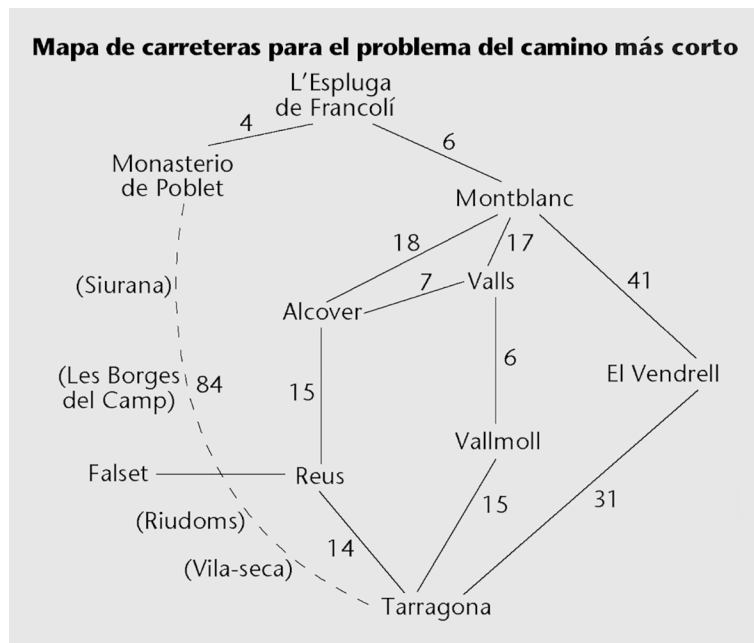 Mapa de carreteras para el problema del camino más corto
L'Espluga
de Francolí
4
6
Monasterio
de Poblet
Montblanc
18
17
(Siurana)
7
Valls
41
Alcover
6
(Les Borges
del Camp)
84
15
El Vendrell
Vallmoll
Falset
Reus
15
31
(Riudoms)
14
(Vila-seca)
Tarragona